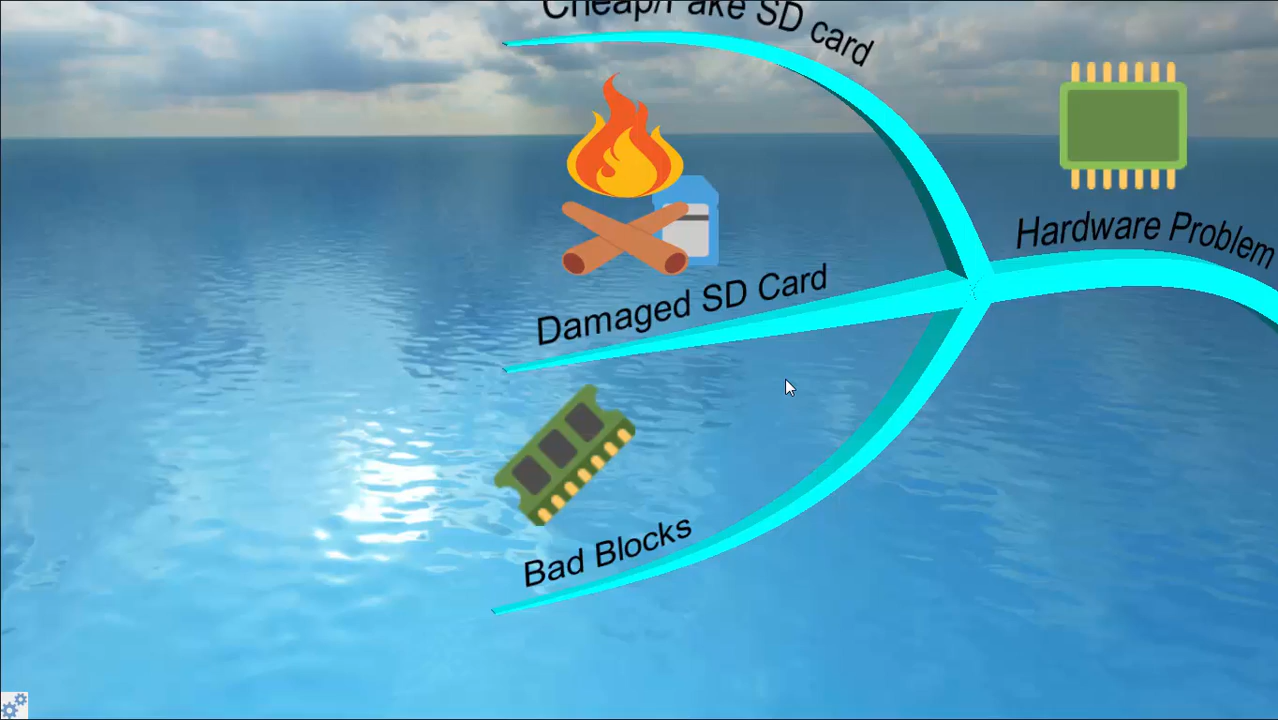 Cheap/Fake SD card
Hardware Problem
Damaged SD Card
Bad Blocks